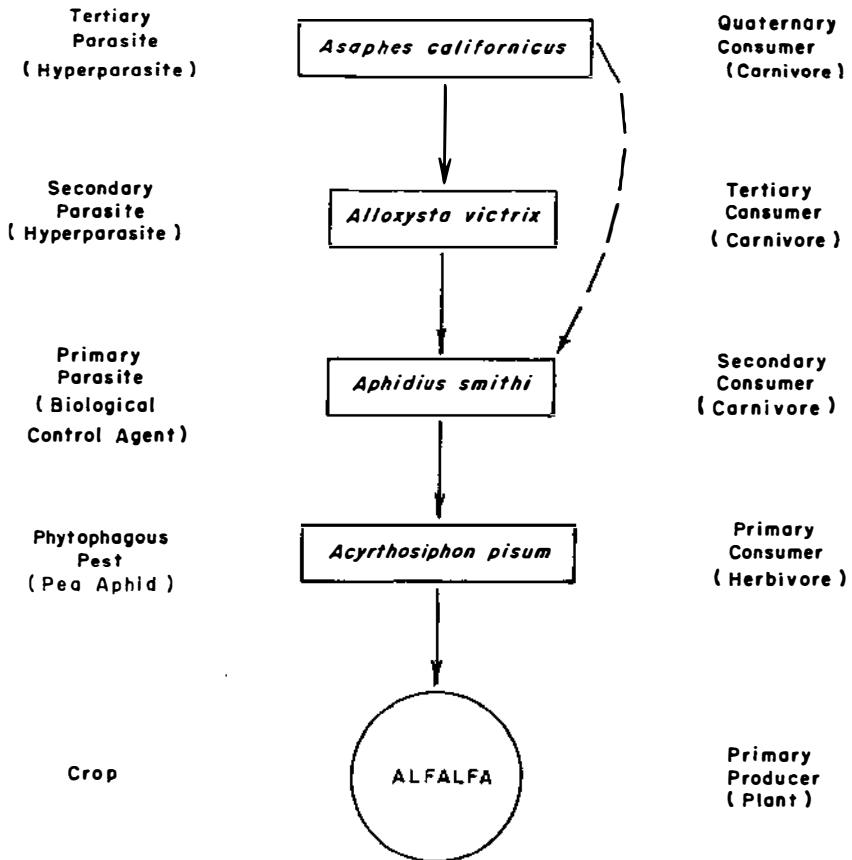 Tertiary
Parasite
(Hyperparasite)
Asaphes californicus
Quaternary
Consumer
(Carnivore)
Secondary
Parasite
(Hyperparasite)
Alloxysta victrix
Tertiary
Cansumer
(Carnivore)
Primary
Parasite
(Biological
Control Agent)
Aphidius smithi
Secondary
Consumer
(Carnivore)
Phytophagous
Pest
(Pea Aphid)
Acyrthosiphon pisum
Primary
Consumer
(Herbivore)
Crop
ALFALFA
Primary
Producer
(Plant)